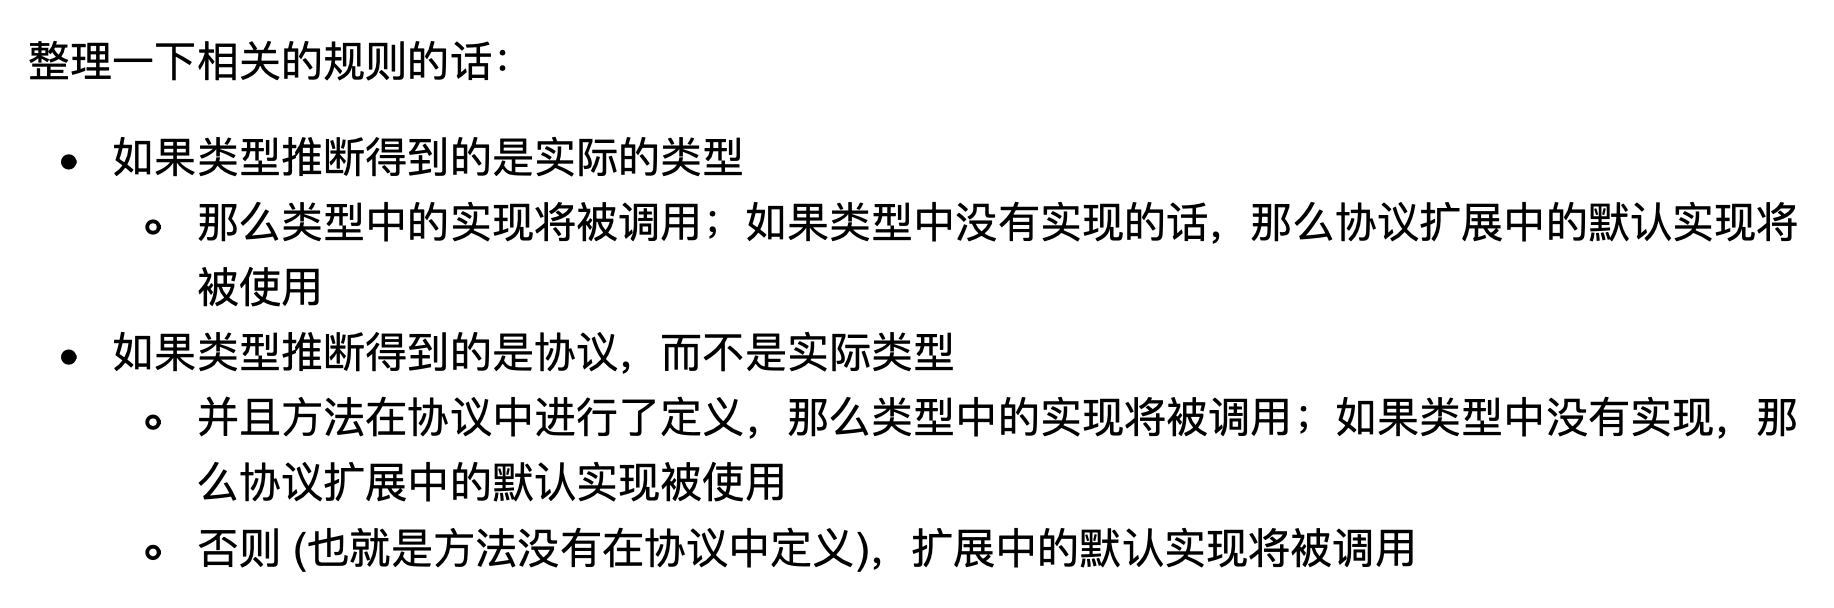 整理一下相关的规则的话：
• 如果类型推断得到的是实际的类型
◦ 那么类型中的实现将被调用；如果类型中没有实现的话，那么协议扩展中的默认实现将
被使用
• 如果类型推断得到的是协议，而不是实际类型
◦ 并且方法在协议中进行了定义，那么类型中的实现将被调用；如果类型中没有实现，那
么协议扩展中的默认实现被使用
◦ 否则 (也就是方法没有在协议中定义)，扩展中的默认实现将被调用